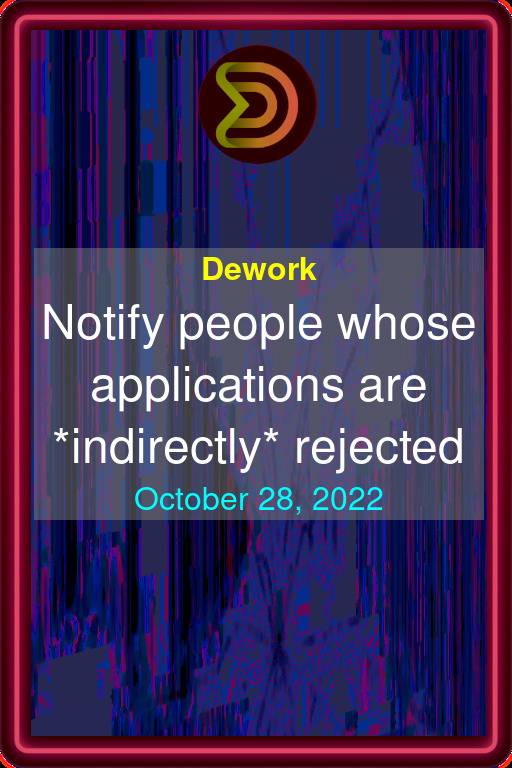 Dework
Notify people whose
applications are
*indirectly* rejected
October 28, 2022